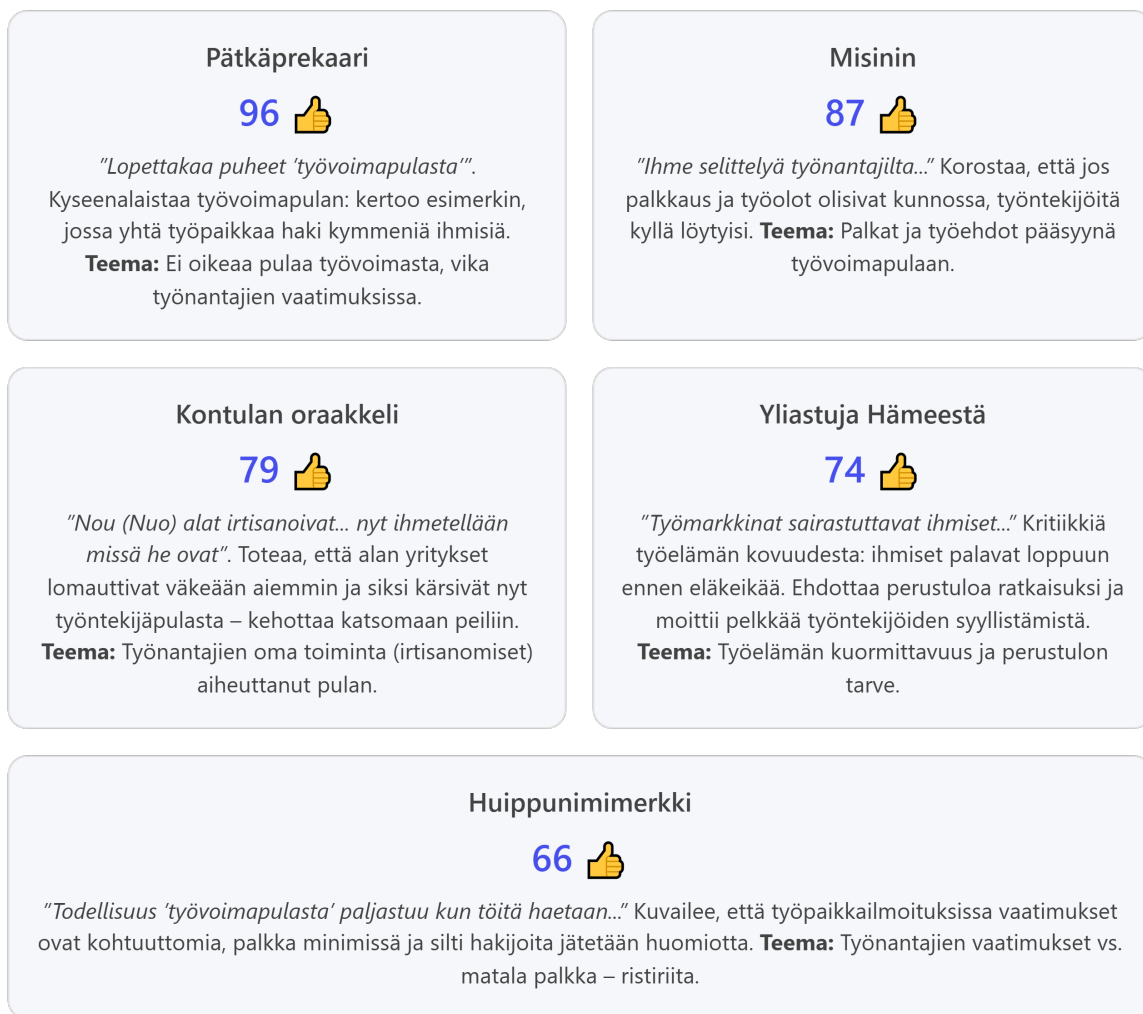 Pätkäprekaari
96 👍
”Lopettakaa puheet ’työvoimapulasta’”.
Kyseenalaistaa työvoimapulan: kertoo esimerkin,
jossa yhtä työpaikkaa haki kymmeniä ihmisiä.
Teema: Ei oikeaa pulaa työvoimasta, vika
työnantajien vaatimuksissa.
Misinin
87 👍
”Ihme selittelyä työnantajilta...” Korostaa, että jos
palkkaus ja työolot olisivat kunnossa, työntekijöitä
kyllä löytyisi. Teema: Palkat ja työehdot pääsyynä
työvoimapulaan.
Kontulan oraakkeli
79 👍
”Nou (Nuo) alat irtisanoivat... nyt ihmetellään
missä he ovat”. Toteaa, että alan yritykset
lomauttivat väkeään aiemmin ja siksi kärsivät nyt
työntekijäpulasta – kehottaa katsomaan peiliin.
Teema: Työnantajien oma toiminta (irtisanomiset)
aiheuttanut pulan.
Yliastuja Hämeestä
74 👍
”Työmarkkinat sairastuttavat ihmiset...” Kritiikkiä
työelämän kovuudesta: ihmiset palavat loppuun
ennen eläkeikää. Ehdottaa perustuloa ratkaisuksi ja
moittii pelkkää työntekijöiden syyllistämistä.
Teema: Työelämän kuormittavuus ja perustulon
tarve.
Huippunimimerkki
66 👍
”Todellisuus ’työvoimapulasta’ paljastuu kun töitä haetaan...” Kuvailee, että työpaikkailmoituksissa vaatimukset
ovat kohtuuttomia, palkka minimissä ja silti hakijoita jätetään huomiotta. Teema: Työnantajien vaatimukset vs.
matala palkka – ristiriita.